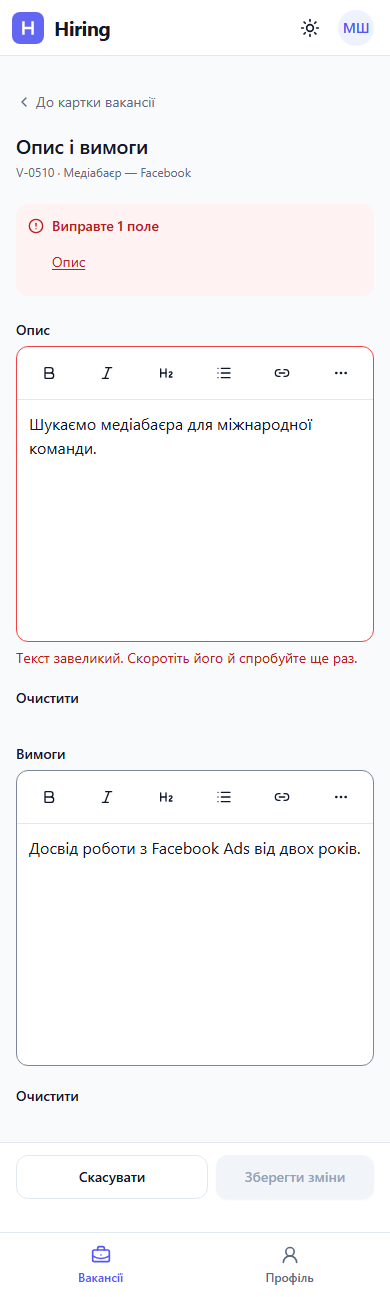 H Hiring МШ
До картки вакансії
Опис і вимоги
V-0510 · Медіабаєр — Facebook
Виправте 1 поле
Опис
Опис
B I H2
Шукаємо медіабаєра для міжнародної
команди.
Текст завеликий. Скоротіть його й спробуйте ще раз.
Очистити
Вимоги
B I H2
Досвід роботи з Facebook Ads від двох років.
Очистити
Скасувати Зберегти зміни
Вакансії Профіль